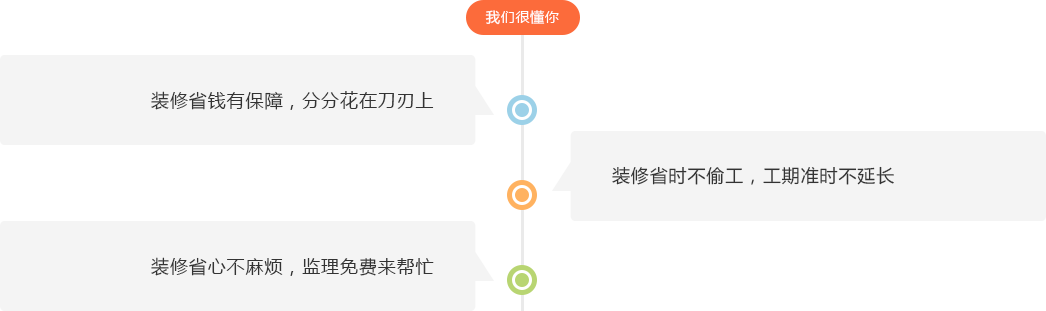 我们很懂你
装修省钱有保障，分分花在刀刃上
装修省时不偷工，工期准时不延长
装修省心不麻烦，监理免费来帮忙